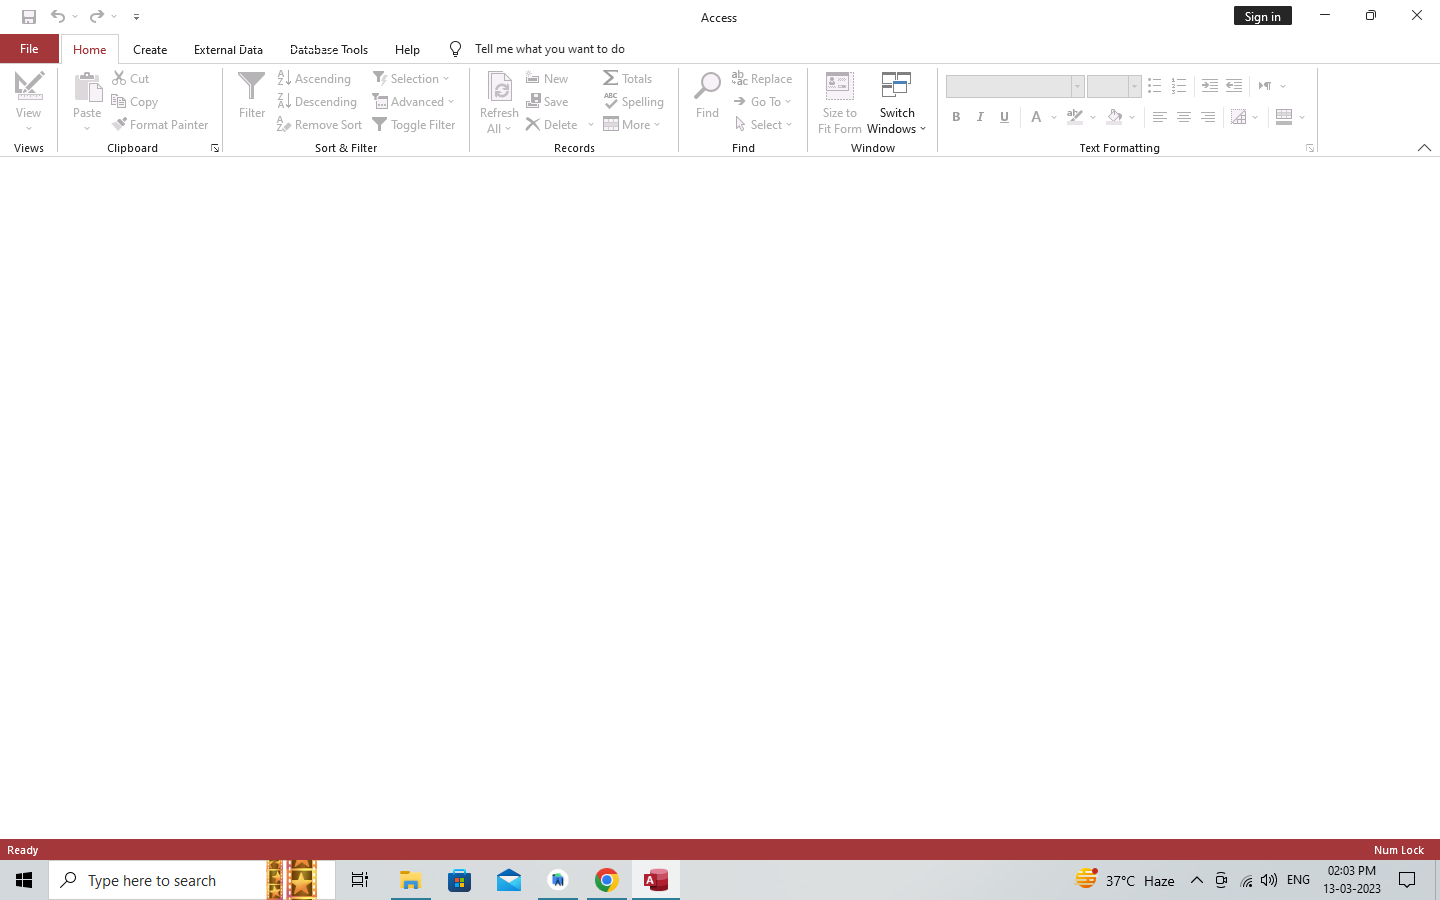 Access
Sign in
File Home Create External Data Database Tools Help Tell me what you want to do
View
Views
Paste
Cut
Copy
Format Painter
Clipboard
Filter
Ascending
Descending
Remove Sort
Selection
Advanced
Toggle Filter
Sort & Filter
Refresh
All
New
Save
Delete
Totals
Spelling
More
Records
Find
Replace
Go To
Select
Find
Size to
Fit Form
Switch
Windows
Window
B I U A
Text Formatting
Ready
Num Lock
Type here to search
37°C Haze
ENG
02:03 PM
13-03-2023